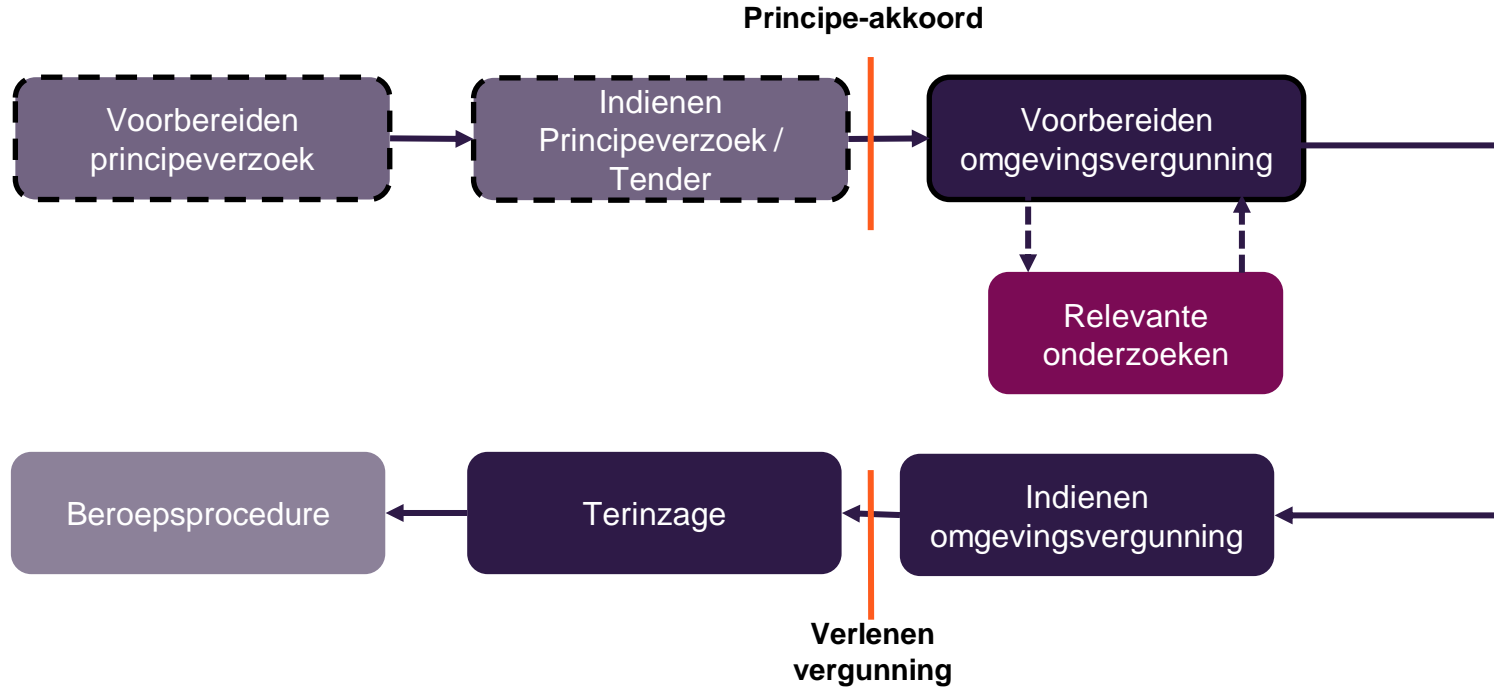 Principe-akkoord
Voorbereiden
principeverzoek
Indienen
Principeverzoek /
Tender
Voorbereiden
omgevingsvergunning
Relevante
onderzoeken
Beroepsprocedure
Terinzage
Indienen
omgevingsvergunning
Verlenen
vergunning